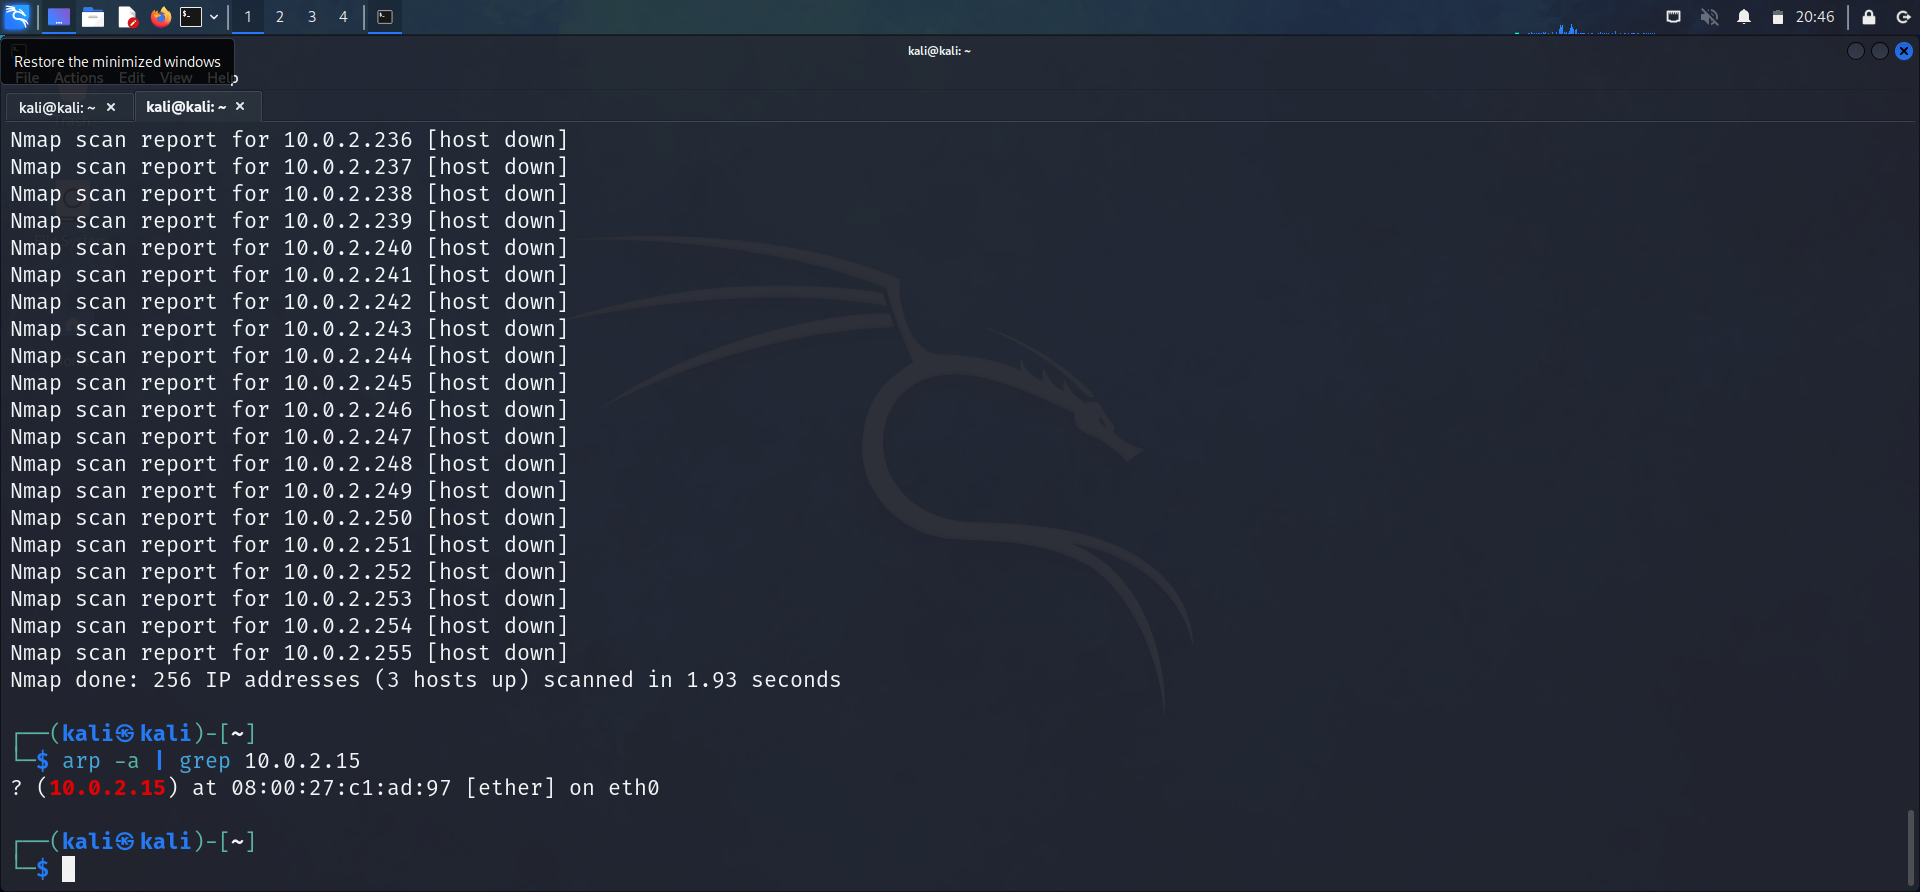 1 2 3 4
20:46
kali@kali: ~
Restore the minimized windows
File Actions Edit View Help
kali@kali: ~ × kali@kali: ~ ×
Nmap scan report for 10.0.2.236 [host down]
Nmap scan report for 10.0.2.237 [host down]
Nmap scan report for 10.0.2.238 [host down]
Nmap scan report for 10.0.2.239 [host down]
Nmap scan report for 10.0.2.240 [host down]
Nmap scan report for 10.0.2.241 [host down]
Nmap scan report for 10.0.2.242 [host down]
Nmap scan report for 10.0.2.243 [host down]
Nmap scan report for 10.0.2.244 [host down]
Nmap scan report for 10.0.2.245 [host down]
Nmap scan report for 10.0.2.246 [host down]
Nmap scan report for 10.0.2.247 [host down]
Nmap scan report for 10.0.2.248 [host down]
Nmap scan report for 10.0.2.249 [host down]
Nmap scan report for 10.0.2.250 [host down]
Nmap scan report for 10.0.2.251 [host down]
Nmap scan report for 10.0.2.252 [host down]
Nmap scan report for 10.0.2.253 [host down]
Nmap scan report for 10.0.2.254 [host down]
Nmap scan report for 10.0.2.255 [host down]
Nmap done: 256 IP addresses (3 hosts up) scanned in 1.93 seconds
┌──(kali㉿kali)-[~]
└─$ arp -a | grep 10.0.2.15
? (10.0.2.15) at 08:00:27:c1:ad:97 [ether] on eth0
┌──(kali㉿kali)-[~]
└─$